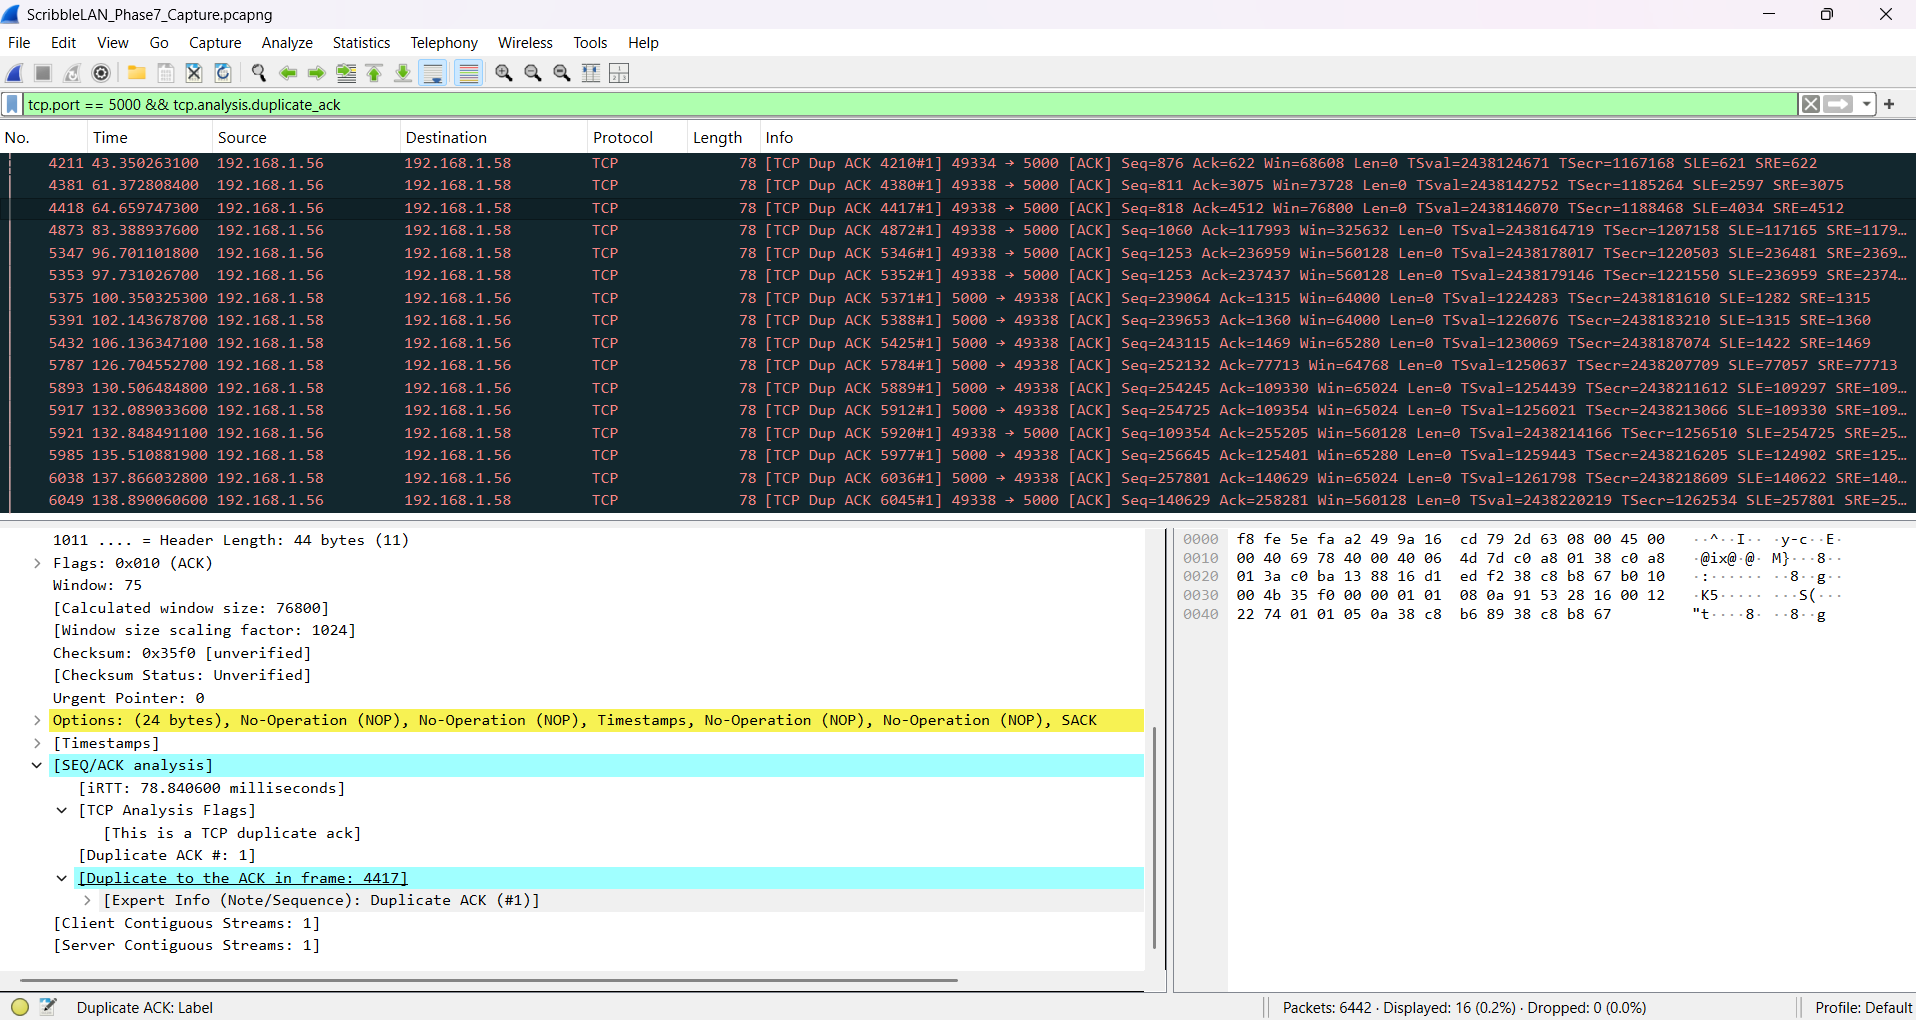 ScribbleLAN_Phase7_Capture.pcapng
File Edit View Go Capture Analyze Statistics Telephony Wireless Tools Help
tcp.port == 5000 && tcp.analysis.duplicate_ack
No. Time Source Destination Protocol Length Info
4211 43.350263100 192.168.1.56 192.168.1.58 TCP 78 [TCP Dup ACK 4210#1] 49334 → 5000 [ACK] Seq=876 Ack=622 Win=68608 Len=0 TSval=2438124671 TSecr=1167168 SLE=621 SRE=622
4381 61.372808400 192.168.1.56 192.168.1.58 TCP 78 [TCP Dup ACK 4380#1] 49338 → 5000 [ACK] Seq=811 Ack=3075 Win=73728 Len=0 TSval=2438142752 TSecr=1185264 SLE=2597 SRE=3075
4418 64.659747300 192.168.1.56 192.168.1.58 TCP 78 [TCP Dup ACK 4417#1] 49338 → 5000 [ACK] Seq=818 Ack=4512 Win=76800 Len=0 TSval=2438146070 TSecr=1188468 SLE=4034 SRE=4512
4873 83.388937600 192.168.1.56 192.168.1.58 TCP 78 [TCP Dup ACK 4872#1] 49338 → 5000 [ACK] Seq=1060 Ack=117993 Win=325632 Len=0 TSval=2438164719 TSecr=1207158 SLE=117165 SRE=1179…
5347 96.701101800 192.168.1.56 192.168.1.58 TCP 78 [TCP Dup ACK 5346#1] 49338 → 5000 [ACK] Seq=1253 Ack=236959 Win=560128 Len=0 TSval=2438178017 TSecr=1220503 SLE=236481 SRE=2369…
5353 97.731026700 192.168.1.56 192.168.1.58 TCP 78 [TCP Dup ACK 5352#1] 49338 → 5000 [ACK] Seq=1253 Ack=237437 Win=560128 Len=0 TSval=2438179146 TSecr=1221550 SLE=236959 SRE=2374…
5375 100.350325300 192.168.1.58 192.168.1.56 TCP 78 [TCP Dup ACK 5371#1] 5000 → 49338 [ACK] Seq=239064 Ack=1315 Win=64000 Len=0 TSval=1224283 TSecr=2438181610 SLE=1282 SRE=1315
5391 102.143678700 192.168.1.58 192.168.1.56 TCP 78 [TCP Dup ACK 5388#1] 5000 → 49338 [ACK] Seq=239653 Ack=1360 Win=64000 Len=0 TSval=1226076 TSecr=2438183210 SLE=1315 SRE=1360
5432 106.136347100 192.168.1.58 192.168.1.56 TCP 78 [TCP Dup ACK 5425#1] 5000 → 49338 [ACK] Seq=243115 Ack=1469 Win=65280 Len=0 TSval=1230069 TSecr=2438187074 SLE=1422 SRE=1469
5787 126.704552700 192.168.1.58 192.168.1.56 TCP 78 [TCP Dup ACK 5784#1] 5000 → 49338 [ACK] Seq=252132 Ack=77713 Win=64768 Len=0 TSval=1250637 TSecr=2438207709 SLE=77057 SRE=77713
5893 130.506484800 192.168.1.58 192.168.1.56 TCP 78 [TCP Dup ACK 5889#1] 5000 → 49338 [ACK] Seq=254245 Ack=109330 Win=65024 Len=0 TSval=1254439 TSecr=2438211612 SLE=109297 SRE=109…
5917 132.089033600 192.168.1.58 192.168.1.56 TCP 78 [TCP Dup ACK 5912#1] 5000 → 49338 [ACK] Seq=254725 Ack=109354 Win=65024 Len=0 TSval=1256021 TSecr=2438213066 SLE=109330 SRE=109…
5921 132.848491100 192.168.1.56 192.168.1.58 TCP 78 [TCP Dup ACK 5920#1] 49338 → 5000 [ACK] Seq=109354 Ack=255205 Win=560128 Len=0 TSval=2438214166 TSecr=1256510 SLE=254725 SRE=25…
5985 135.510881900 192.168.1.58 192.168.1.56 TCP 78 [TCP Dup ACK 5977#1] 5000 → 49338 [ACK] Seq=256645 Ack=125401 Win=65280 Len=0 TSval=1259443 TSecr=2438216205 SLE=124902 SRE=125…
6038 137.866032800 192.168.1.58 192.168.1.56 TCP 78 [TCP Dup ACK 6036#1] 5000 → 49338 [ACK] Seq=257801 Ack=140629 Win=65024 Len=0 TSval=1261798 TSecr=2438218609 SLE=140622 SRE=140…
6049 138.890060600 192.168.1.56 192.168.1.58 TCP 78 [TCP Dup ACK 6045#1] 49338 → 5000 [ACK] Seq=140629 Ack=258281 Win=560128 Len=0 TSval=2438220219 TSecr=1262534 SLE=257801 SRE=25…
1011 .... = Header Length: 44 bytes (11)
Flags: 0x010 (ACK)
Window: 75
[Calculated window size: 76800]
[Window size scaling factor: 1024]
Checksum: 0x35f0 [unverified]
[Checksum Status: Unverified]
Urgent Pointer: 0
Options: (24 bytes), No-Operation (NOP), No-Operation (NOP), Timestamps, No-Operation (NOP), No-Operation (NOP), SACK
[Timestamps]
[SEQ/ACK analysis]
[iRTT: 78.840600 milliseconds]
[TCP Analysis Flags]
[This is a TCP duplicate ack]
[Duplicate ACK #: 1]
[Duplicate to the ACK in frame: 4417]
[Expert Info (Note/Sequence): Duplicate ACK (#1)]
[Client Contiguous Streams: 1]
[Server Contiguous Streams: 1]
0000 f8 fe 5e fa a2 49 9a 16 cd 79 2d 63 08 00 45 00 ··^··I·· ·y-c··E·
0010 00 40 69 78 40 00 40 06 4d 7d c0 a8 01 38 c0 a8 ·@ix@·@· M}···8··
0020 01 3a c0 ba 13 88 16 d1 ed f2 38 c8 b8 67 b0 10 ·:······ ··8··g··
0030 00 4b 35 f0 00 00 01 01 08 0a 91 53 28 16 00 12 ·K5····· ···S(···
0040 22 74 01 01 05 0a 38 c8 b6 89 38 c8 b8 67 "t····8· ··8··g
Duplicate ACK: Label
Packets: 6442 · Displayed: 16 (0.2%) · Dropped: 0 (0.0%)
Profile: Default